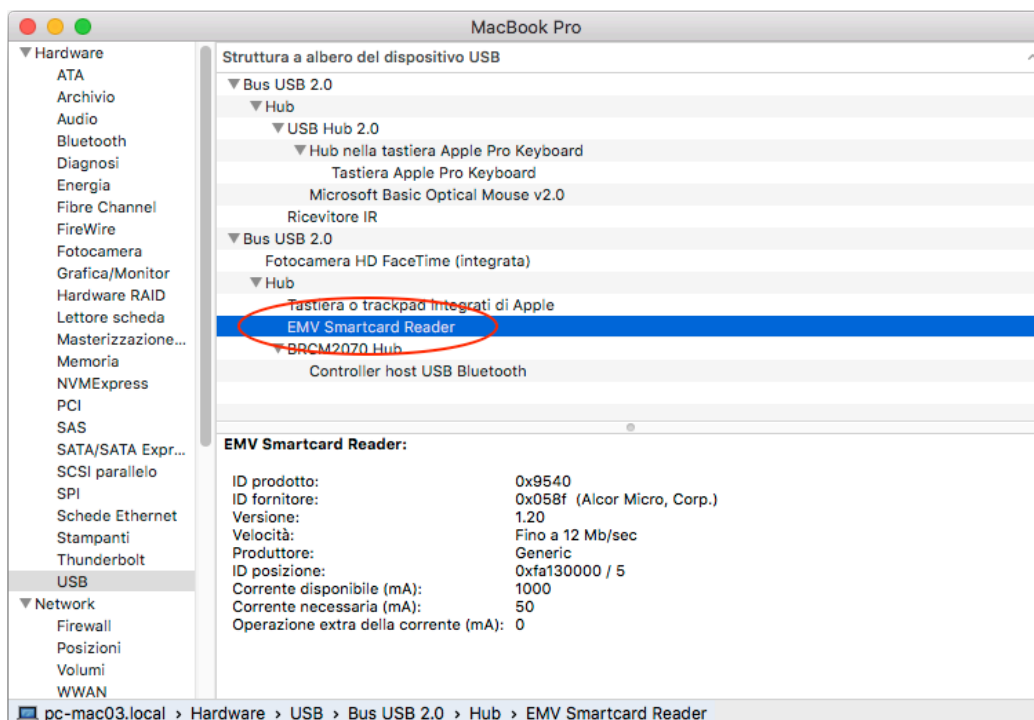 MacBook Pro
Hardware
ATA
Archivio
Audio
Bluetooth
Diagnosi
Energia
Fibre Channel
FireWire
Fotocamera
Grafica/Monitor
Hardware RAID
Lettore scheda
Masterizzazione...
Memoria
NVMExpress
PCI
SAS
SATA/SATA Expr...
SCSI parallelo
SPI
Schede Ethernet
Stampanti
Thunderbolt
USB
Network
Firewall
Posizioni
Volumi
WWAN
Struttura a albero del dispositivo USB
Bus USB 2.0
Hub
USB Hub 2.0
Hub nella tastiera Apple Pro Keyboard
Tastiera Apple Pro Keyboard
Microsoft Basic Optical Mouse v2.0
Ricevitore IR
Bus USB 2.0
Fotocamera HD FaceTime (integrata)
Hub
Tastiera o trackpad integrati di Apple
EMV Smartcard Reader
BRCM2070 Hub
Controller host USB Bluetooth
EMV Smartcard Reader:
ID prodotto: 0x9540
ID fornitore: 0x058f (Alcor Micro, Corp.)
Versione: 1.20
Velocità: Fino a 12 Mb/sec
Produttore: Generic
ID posizione: 0xfa130000 / 5
Corrente disponibile (mA): 1000
Corrente necessaria (mA): 50
Operazione extra della corrente (mA): 0
pc-mac03.local › Hardware › USB › Bus USB 2.0 › Hub › EMV Smartcard Reader